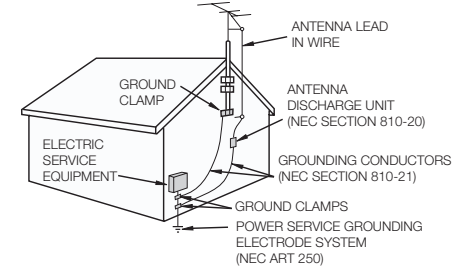 ANTENNA LEAD
IN WIRE
GROUND
CLAMP
ANTENNA
DISCHARGE UNIT
(NEC SECTION 810-20)
ELECTRIC
SERVICE
EQUIPMENT
GROUNDING CONDUCTORS
(NEC SECTION 810-21)
GROUND CLAMPS
POWER SERVICE GROUNDING
ELECTRODE SYSTEM
(NEC ART 250)